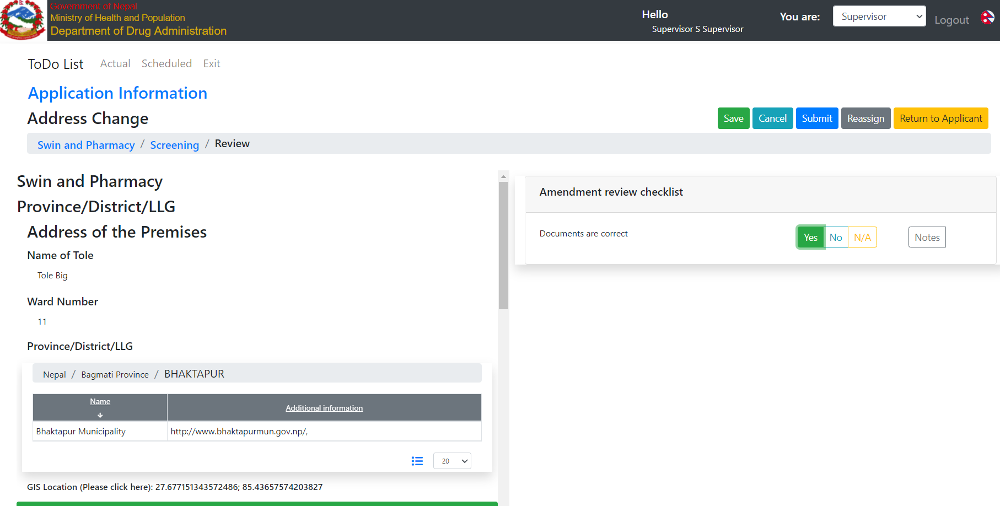 Government of Nepal
Ministry of Health and Population
Department of Drug Administration
Hello
Supervisor S Supervisor
You are:
Supervisor
Logout
ToDo List Actual Scheduled Exit
Application Information
Address Change
Save Cancel Submit Reassign Return to Applicant
Swin and Pharmacy / Screening / Review
Swin and Pharmacy
Province/District/LLG
Address of the Premises
Name of Tole
Tole Big
Ward Number
11
Province/District/LLG
Nepal / Bagmati Province / BHAKTAPUR
Name Additional information
Bhaktapur Municipality http://www.bhaktapurmun.gov.np/,
20
GIS Location (Please click here): 27.677151343572486; 85.43657574203827
Amendment review checklist
Documents are correct Yes No N/A Notes